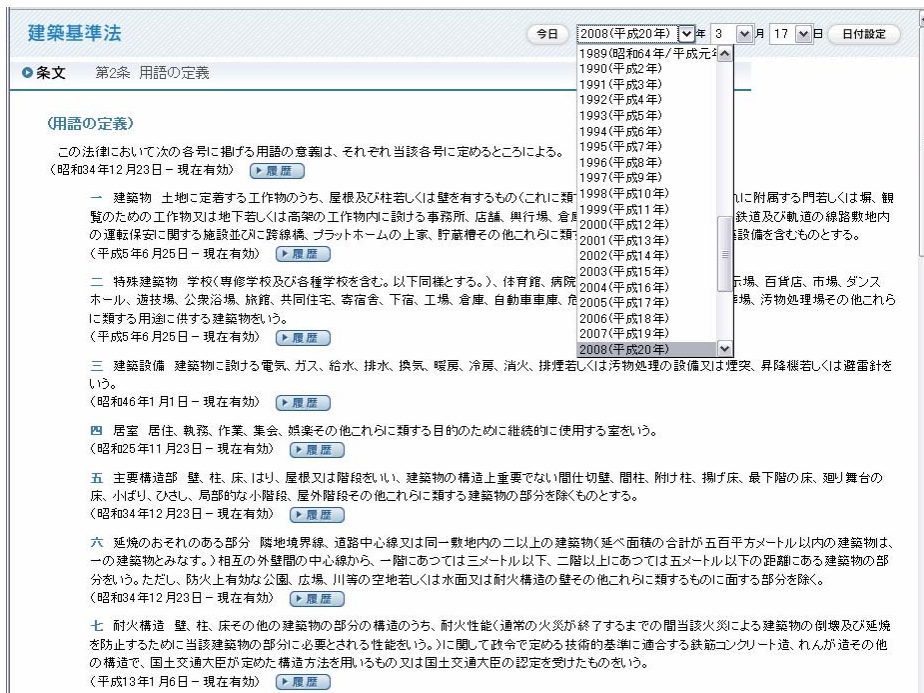 建築基準法
今日 2008(平成20年) 年 3 月 17 日 日付設定
条文 第2条 用語の定義
1989(昭和64年/平成元年
1990(平成2年)
1991(平成3年)
1992(平成4年)
1993(平成5年)
1994(平成6年)
1995(平成7年)
1996(平成8年)
1997(平成9年)
1998(平成10年)
1999(平成11年)
2000(平成12年)
2001(平成13年)
2002(平成14年)
2003(平成15年)
2004(平成16年)
2005(平成17年)
2006(平成18年)
2007(平成19年)
2008(平成20年)
(用語の定義)
この法律において次の各号に掲げる用語の意義は、それぞれ当該各号に定めるところによる。
(昭和34年12月23日－現在有効) 履歴
一 建築物 土地に定着する工作物のうち、屋根及び柱若しくは壁を有するもの(これに類 に附属する門若しくは塀、観
覧のための工作物又は地下若しくは高架の工作物内に設ける事務所、店舗、興行場、倉 鉄道及び軌道の線路敷地内
の運転保安に関する施設並びに跨線橋、プラットホームの上家、貯蔵槽その他これらに類 設備を含むものとする。
(平成5年6月25日－現在有効) 履歴
二 特殊建築物 学校(専修学校及び各種学校を含む。以下同様とする。)、体育館、病院 示場、百貨店、市場、ダンス
ホール、遊技場、公衆浴場、旅館、共同住宅、寄宿舎、下宿、工場、倉庫、自動車車庫、危 場、汚物処理場その他これら
に類する用途に供する建築物をいう。
(平成5年6月25日－現在有効) 履歴
三 建築設備 建築物に設ける電気、ガス、給水、排水、換気、暖房、冷房、消火、排煙若しくは汚物処理の設備又は煙突、昇降機若しくは避雷針を
いう。
(昭和46年1月1日－現在有効) 履歴
四 居室 居住、執務、作業、集会、娯楽その他これらに類する目的のために継続的に使用する室をいう。
(昭和25年11月23日－現在有効) 履歴
五 主要構造部 壁、柱、床、はり、屋根又は階段をいい、建築物の構造上重要でない間仕切壁、間柱、附け柱、揚げ床、最下階の床、廻り舞台の
床、小ばり、ひさし、局部的な小階段、屋外階段その他これらに類する建築物の部分を除くものとする。
(昭和34年12月23日－現在有効) 履歴
六 延焼のおそれのある部分 隣地境界線、道路中心線又は同一敷地内の二以上の建築物(延べ面積の合計が五百平方メートル以内の建築物は、
一の建築物とみなす。)相互の外壁間の中心線から、一階にあつては三メートル以下、二階以上にあつては五メートル以下の距離にある建築物の部
分をいう。ただし、防火上有効な公園、広場、川等の空地若しくは水面又は耐火構造の壁その他これらに類するものに面する部分を除く。
(昭和34年12月23日－現在有効) 履歴
七 耐火構造 壁、柱、床その他の建築物の部分の構造のうち、耐火性能(通常の火災が終了するまでの間当該火災による建築物の倒壊及び延焼
を防止するために当該建築物の部分に必要とされる性能をいう。)に関して政令で定める技術的基準に適合する鉄筋コンクリート造、れんが造その他
の構造で、国土交通大臣が定めた構造方法を用いるもの又は国土交通大臣の認定を受けたものをいう。
(平成13年1月6日－現在有効) 履歴